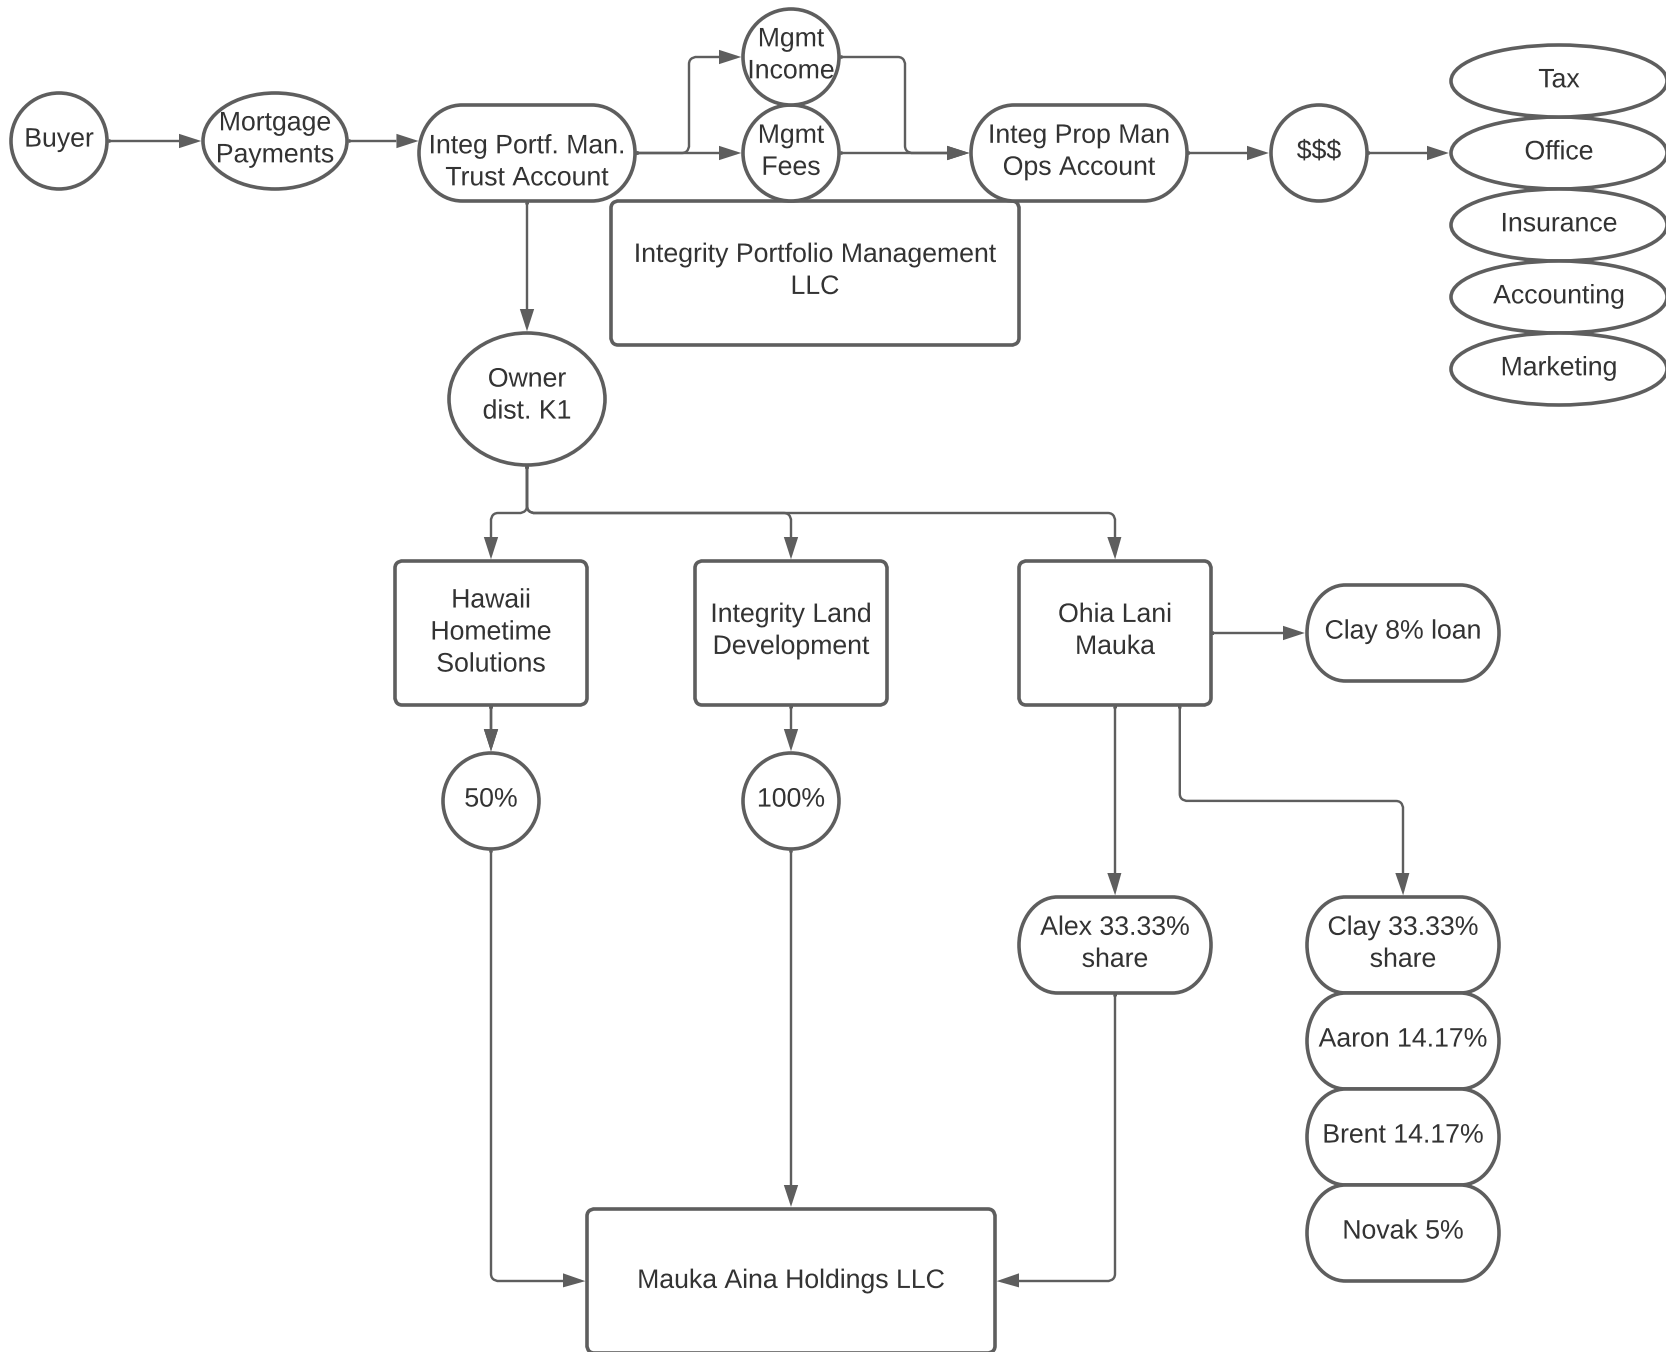 Buyer
Mortgage
Payments
Integ Portf. Man.
Trust Account
Mgmt
Income
Mgmt
Fees
Integ Prop Man
Ops Account
$$$
Tax
Office
Insurance
Accounting
Marketing
Integrity Portfolio Management
LLC
Owner
dist. K1
Hawaii
Hometime
Solutions
Integrity Land
Development
Ohia Lani
Mauka
Clay 8% loan
50%
100%
Alex 33.33%
share
Clay 33.33%
share
Aaron 14.17%
Brent 14.17%
Novak 5%
Mauka Aina Holdings LLC